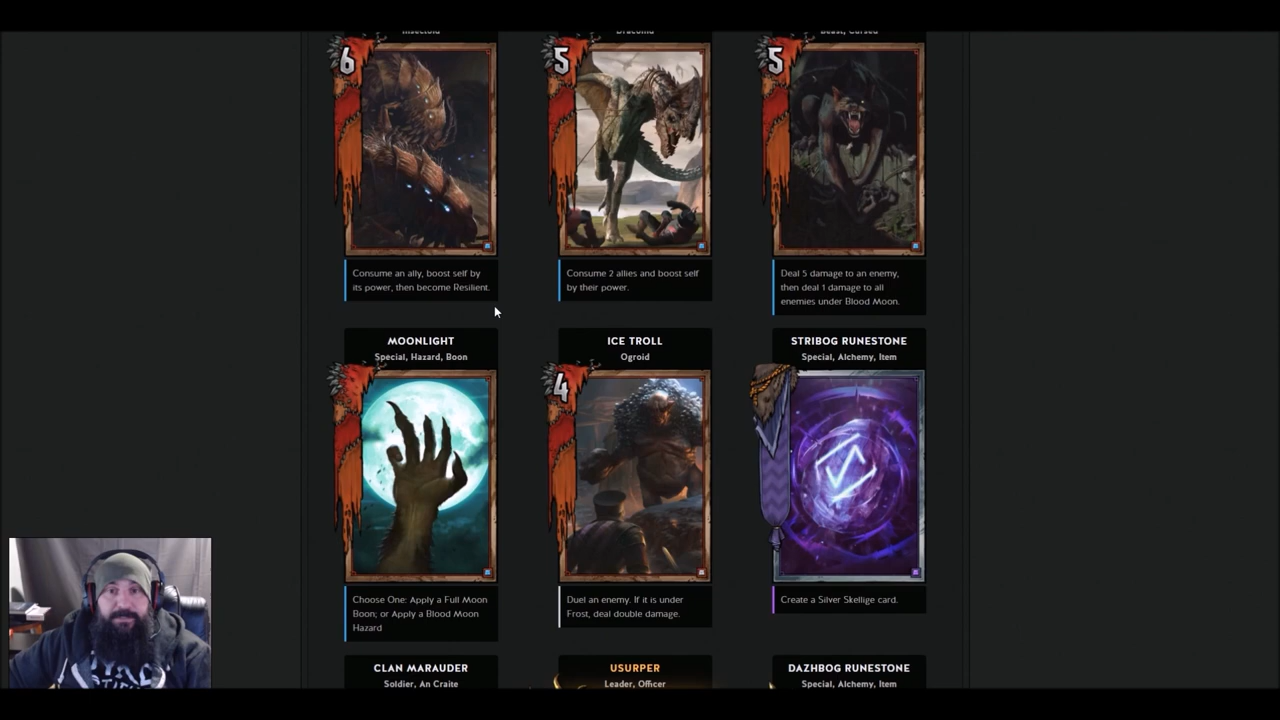 Insectoid
Draconid
Beast, Cursed
6
5
5
Consume an ally, boost self by
its power, then become Resilient.
Consume 2 allies and boost self
by their power.
Deal 5 damage to an enemy,
then deal 1 damage to all
enemies under Blood Moon.
MOONLIGHT
Special, Hazard, Boon
ICE TROLL
Ogroid
STRIBOG RUNESTONE
Special, Alchemy, Item
4
Choose One: Apply a Full Moon
Boon; or Apply a Blood Moon
Hazard
Duel an enemy. If it is under
Frost, deal double damage.
Create a Silver Skellige card.
CLAN MARAUDER
Soldier, An Craite
USURPER
Leader, Officer
DAZHBOG RUNESTONE
Special, Alchemy, Item